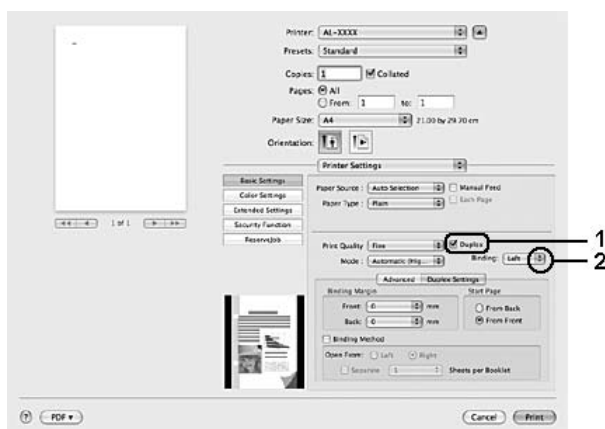 Printer: AL-XXXX
Presets: Standard
Copies: 1 Collated
Pages: All
From: 1 to: 1
Paper Size: A4 21.00 by 29.70 cm
Orientation:
Printer Settings
Basic Settings
Color Settings
Extended Settings
Security Function
ReserveJob
Paper Source : Auto Selection Manual Feed
Paper Type : Plain Each Page
1 of 1
Print Quality : Fine Duplex 1
Mode : Automatic (Hig... Binding: Left 2
Advanced Duplex Settings
Binding Margin Start Page
Front: 0 mm From Back
Back: 0 mm From Front
Binding Method
Open From: Left Right
Separate 1 Sheets per Booklet
? PDF Cancel Print